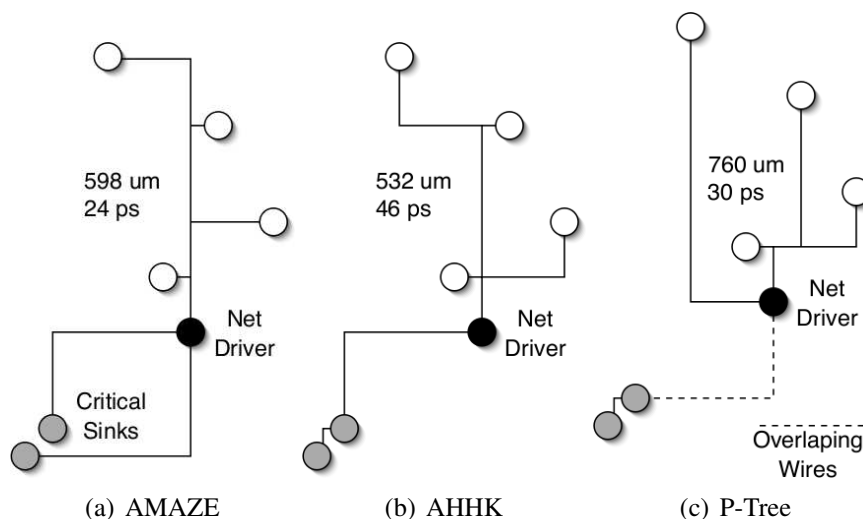 598 um
24 ps
Net
Driver
Critical
Sinks
(a) AMAZE
532 um
46 ps
Net
Driver
(b) AHHK
760 um
30 ps
Net
Driver
Overlaping
Wires
(c) P-Tree